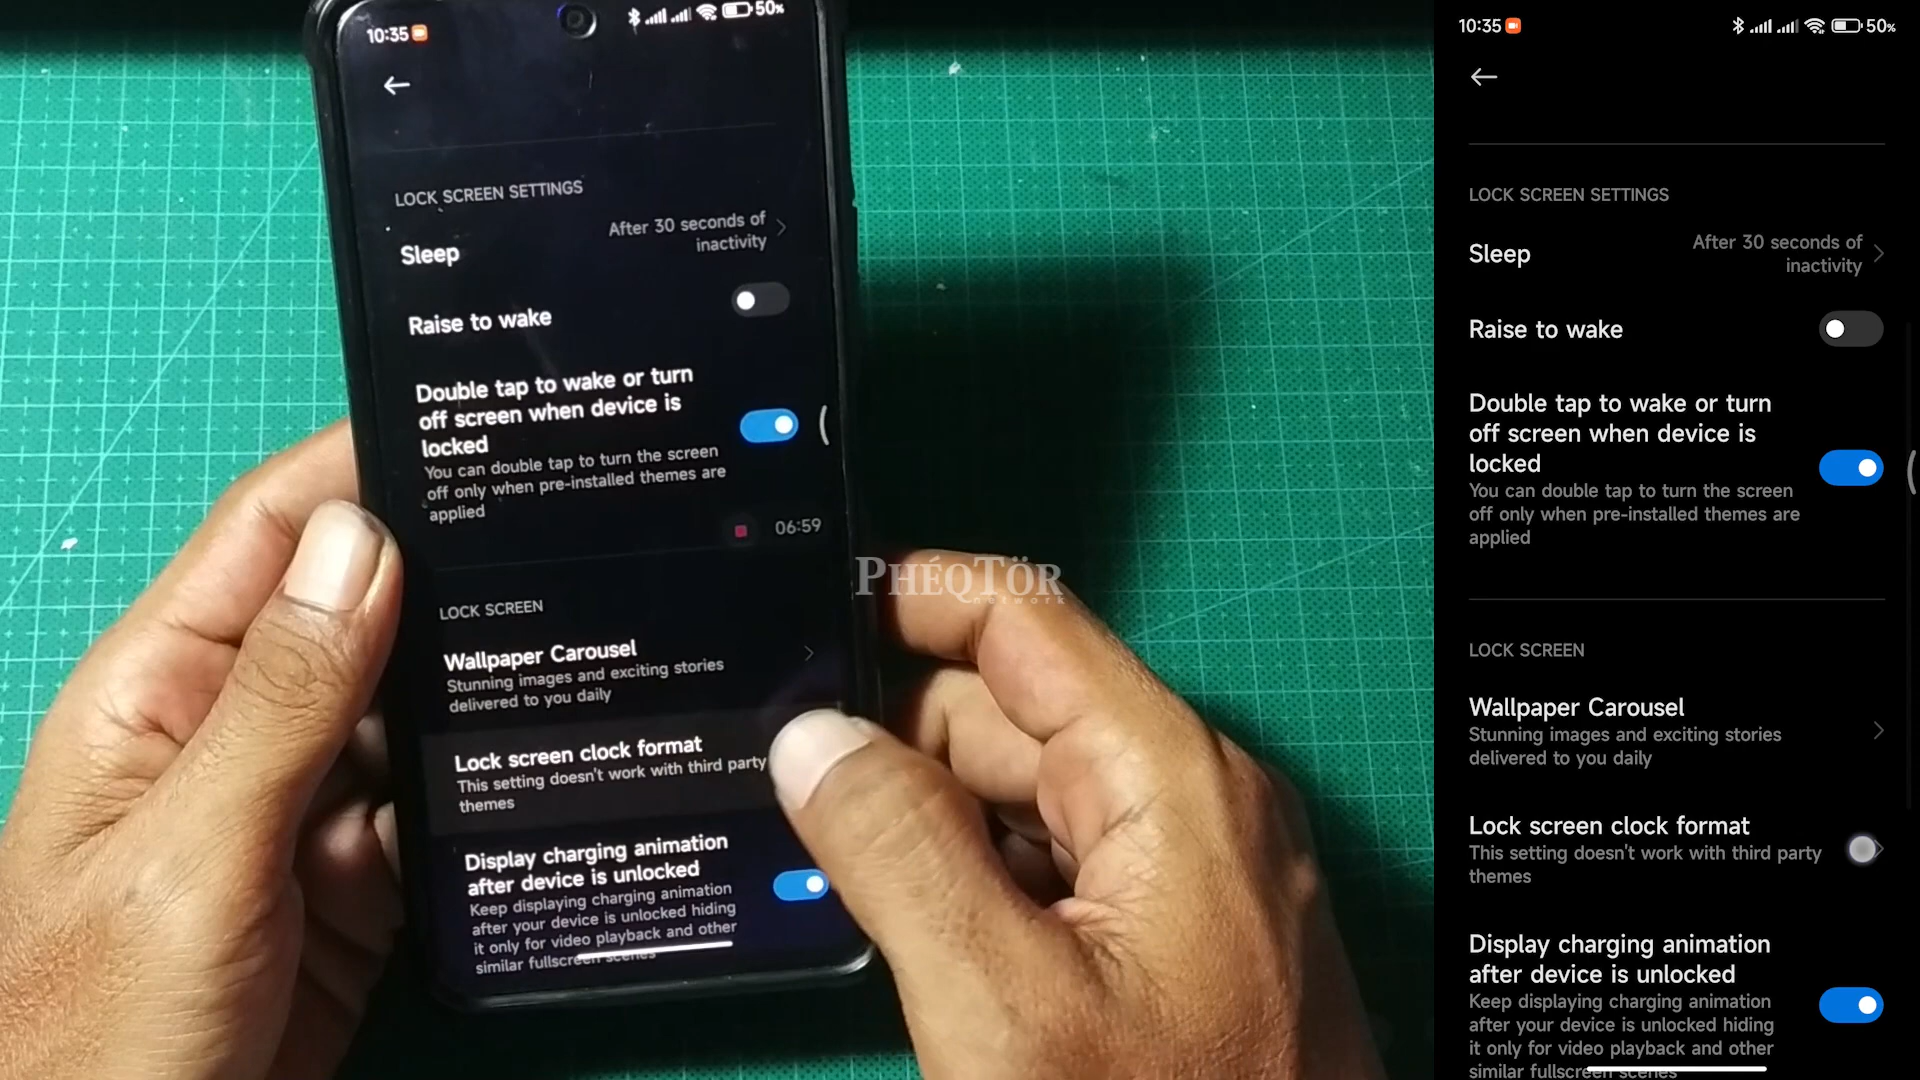 10:35
50%
LOCK SCREEN SETTINGS
Sleep
After 30 seconds of
inactivity
Raise to wake
Double tap to wake or turn
off screen when device is
locked
You can double tap to turn the screen
off only when pre-installed themes are
applied
06:59
LOCK SCREEN
Wallpaper Carousel
Stunning images and exciting stories
delivered to you daily
Lock screen clock format
This setting doesn't work with third party
themes
Display charging animation
after device is unlocked
Keep displaying charging animation
after your device is unlocked hiding
it only for video playback and other
similar fullscreen scenes
PHÉQTÖR
network
10:35
50%
LOCK SCREEN SETTINGS
Sleep
After 30 seconds of
inactivity
Raise to wake
Double tap to wake or turn
off screen when device is
locked
You can double tap to turn the screen
off only when pre-installed themes are
applied
LOCK SCREEN
Wallpaper Carousel
Stunning images and exciting stories
delivered to you daily
Lock screen clock format
This setting doesn't work with third party
themes
Display charging animation
after device is unlocked
Keep displaying charging animation
after your device is unlocked hiding
it only for video playback and other
similar fullscreen scenes